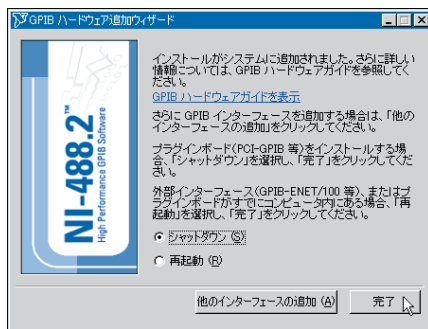 GPIB ハードウェア追加ウィザード
インストールがシステムに追加されました。さらに詳しい
情報については、GPIB ハードウェアガイドを参照してく
ださい。
GPIB ハードウェアガイドを表示
さらに GPIB インターフェースを追加する場合は、「他の
インターフェースの追加」をクリックしてください。
プラグインボード(PCI-GPIB 等)をインストールする場
合、「シャットダウン」を選択し、「完了」をクリックしてくだ
さい。
外部インターフェース(GPIB-ENET/100 等)、またはプ
ラグインボードがすでにコンピュータ内にある場合、「再
起動」を選択し、「完了」をクリックしてください。
シャットダウン (S)
再起動 (R)
他のインターフェースの追加 (A)
完了
NI-488.2™
High Performance GPIB Software